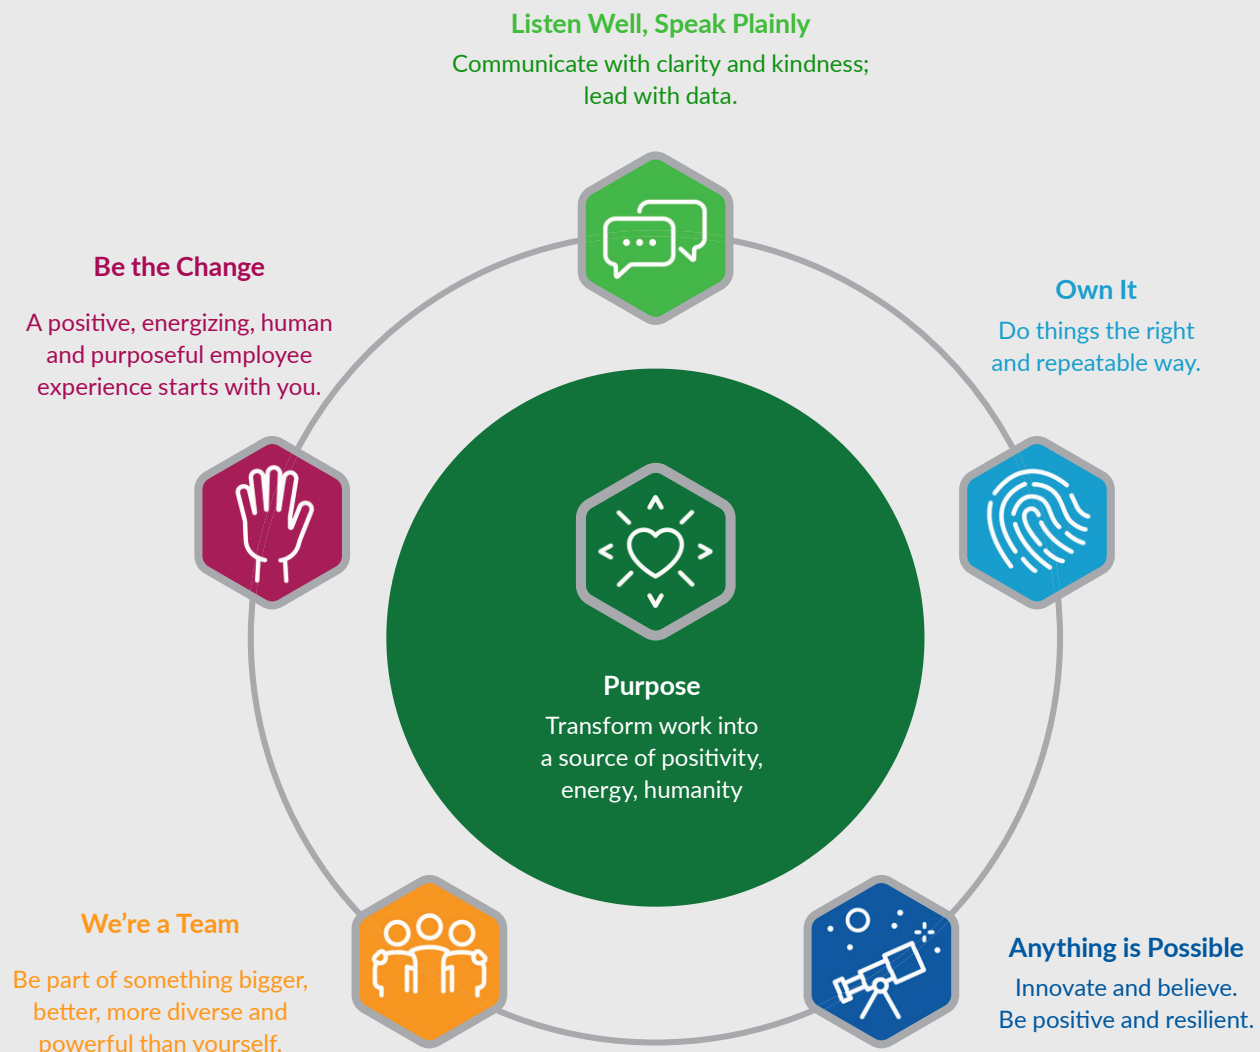 Listen Well, Speak Plainly
Communicate with clarity and kindness;
lead with data.
Be the Change
A positive, energizing, human
and purposeful employee
experience starts with you.
Own It
Do things the right
and repeatable way.
Purpose
Transform work into
a source of positivity,
energy, humanity
We’re a Team
Be part of something bigger,
better, more diverse and
powerful than yourself.
Anything is Possible
Innovate and believe.
Be positive and resilient.